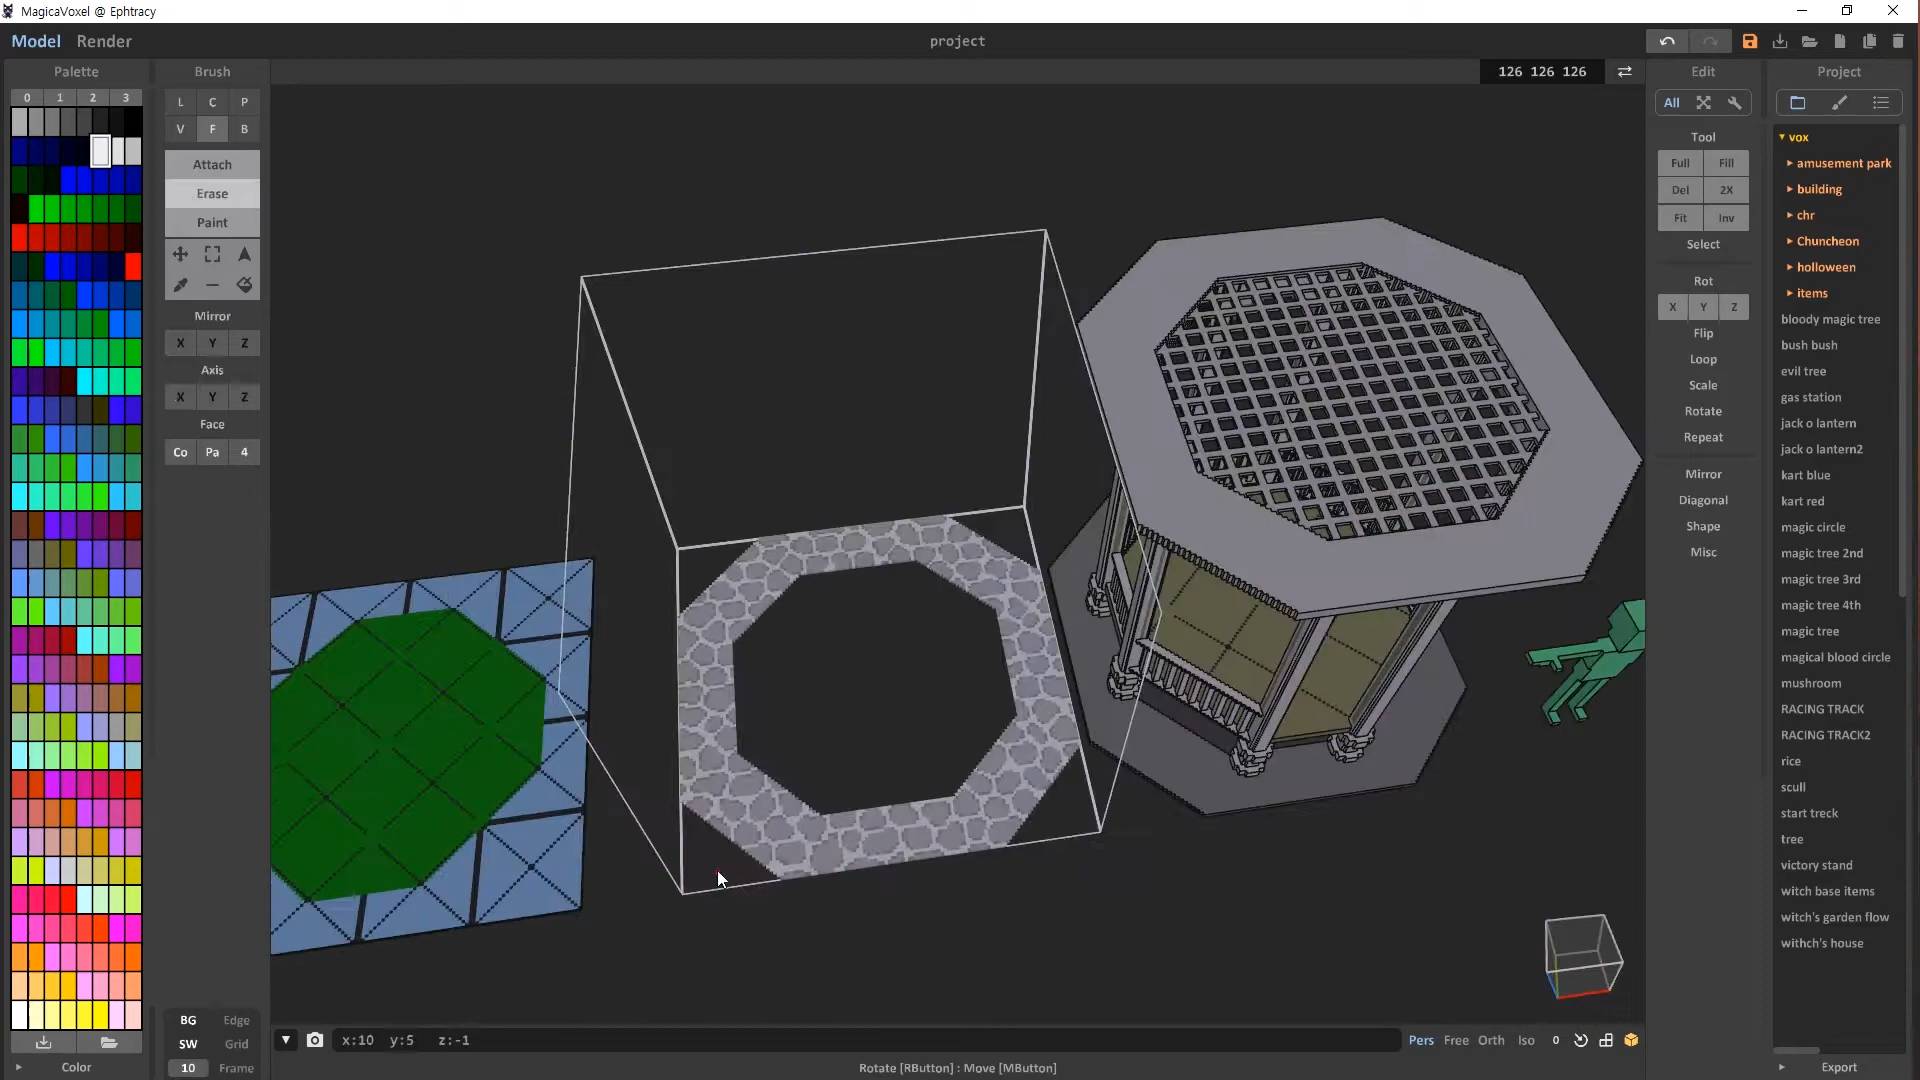 MagicaVoxel @ Ephtracy
Model Render
project
Palette
Brush
126 126 126
Edit
Project
0 1 2 3
L C P
V F B
Attach
Erase
Paint
Mirror
X Y Z
Axis
X Y Z
Face
Co Pa 4
All
Tool
Full Fill
Del 2X
Fit Inv
Select
Rot
X Y Z
Flip
Loop
Scale
Rotate
Repeat
Mirror
Diagonal
Shape
Misc
vox
amusement park
building
chr
Chuncheon
holloween
items
bloody magic tree
bush bush
evil tree
gas station
jack o lantern
jack o lantern2
kart blue
kart red
magic circle
magic tree 2nd
magic tree 3rd
magic tree 4th
magic tree
magical blood circle
mushroom
RACING TRACK
RACING TRACK2
rice
scull
start treck
tree
victory stand
witch base items
witch's garden flow
withch's house
BG Edge
SW Grid
10 Frame
x:10 y:5 z:-1
Pers Free Orth Iso 0
Color
Rotate [RButton] : Move [MButton]
Export